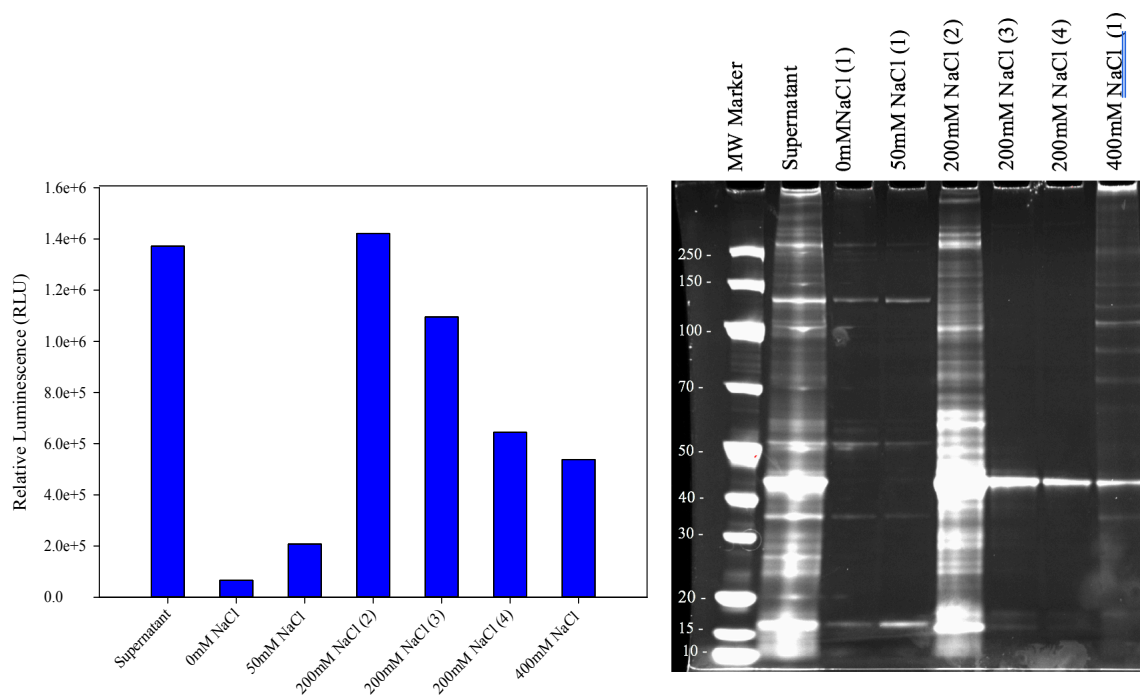 Relative Luminescence (RLU)
1.6e+6
1.4e+6
1.2e+6
1.0e+6
8.0e+5
6.0e+5
4.0e+5
2.0e+5
0.0
Supernatant
0mM NaCl
50mM NaCl
200mM NaCl (2)
200mM NaCl (3)
200mM NaCl (4)
400mM NaCl
MW Marker
Supernatant
0mMNaCl (1)
50mM NaCl (1)
200mM NaCl (2)
200mM NaCl (3)
200mM NaCl (4)
400mM NaCl (1)
250 -
150 -
100 -
70 -
50 -
40 -
30 -
20 -
15 -
10 -